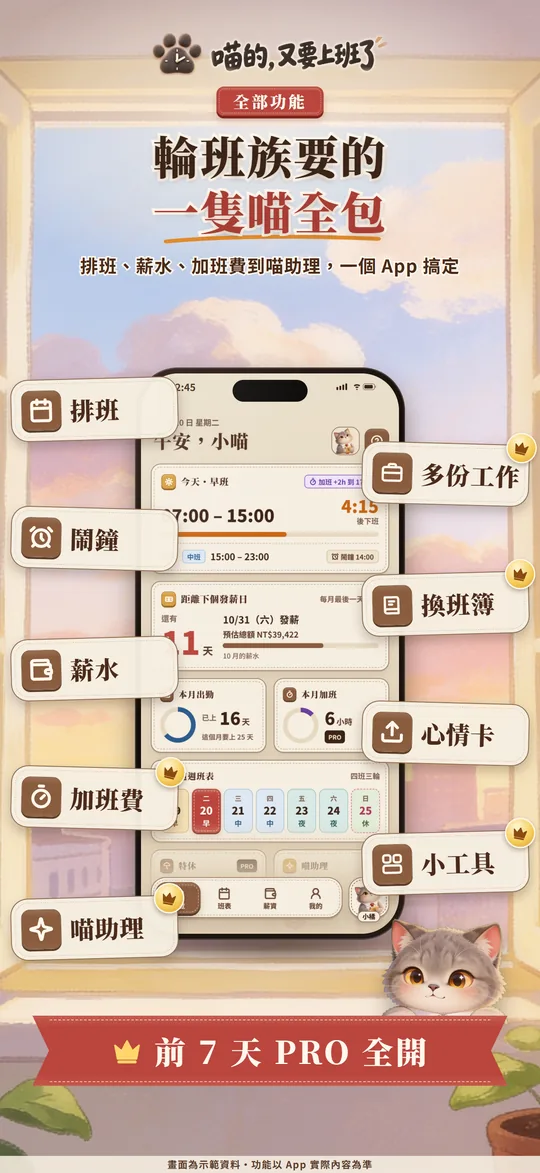 喵的,又要上班了
全部功能
輪班族要的
一隻喵全包
排班、薪水、加班費到喵助理，一個 App 搞定
2:45
0 日 星期二
午安，小喵
今天・早班
加班 +2h 到 1
07:00 – 15:00
4:15
後下班
中班
15:00 – 23:00
鬧鐘 14:00
距離下個發薪日
每月最後一天
還有
11 天
10/31（六）發薪
預估總額 NT$39,422
10 月的薪水
本月出勤
已上 16 天
這個月要上 25 天
本月加班
6 小時
PRO
週班表
四班三輪
二 三 四 五 六 日
20 21 22 23 24 25
早 中 中 夜 夜 休
特休
PRO
喵助理
班表
薪資
我的
小橘
排班
鬧鐘
薪水
加班費
喵助理
多份工作
換班簿
心情卡
小工具
前 7 天 PRO 全開
畫面為示範資料・功能以 App 實際內容為準